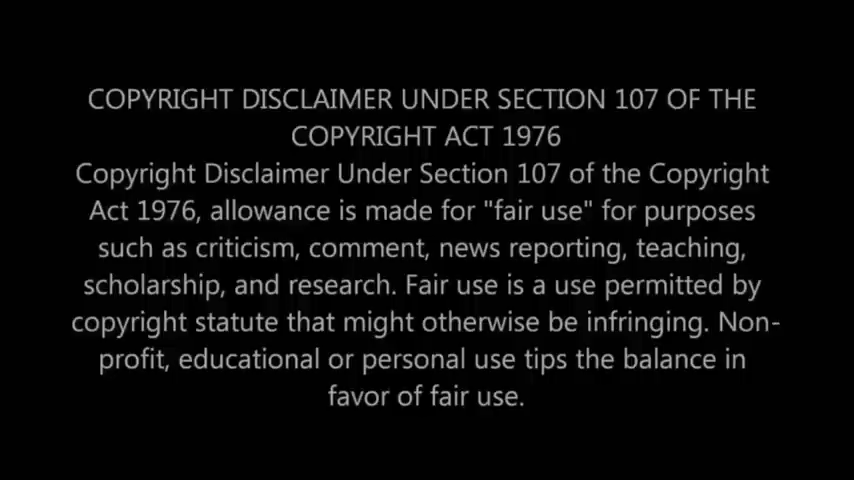 COPYRIGHT DISCLAIMER UNDER SECTION 107 OF THE
COPYRIGHT ACT 1976
Copyright Disclaimer Under Section 107 of the Copyright
Act 1976, allowance is made for "fair use" for purposes
such as criticism, comment, news reporting, teaching,
scholarship, and research. Fair use is a use permitted by
copyright statute that might otherwise be infringing. Non-
profit, educational or personal use tips the balance in
favor of fair use.